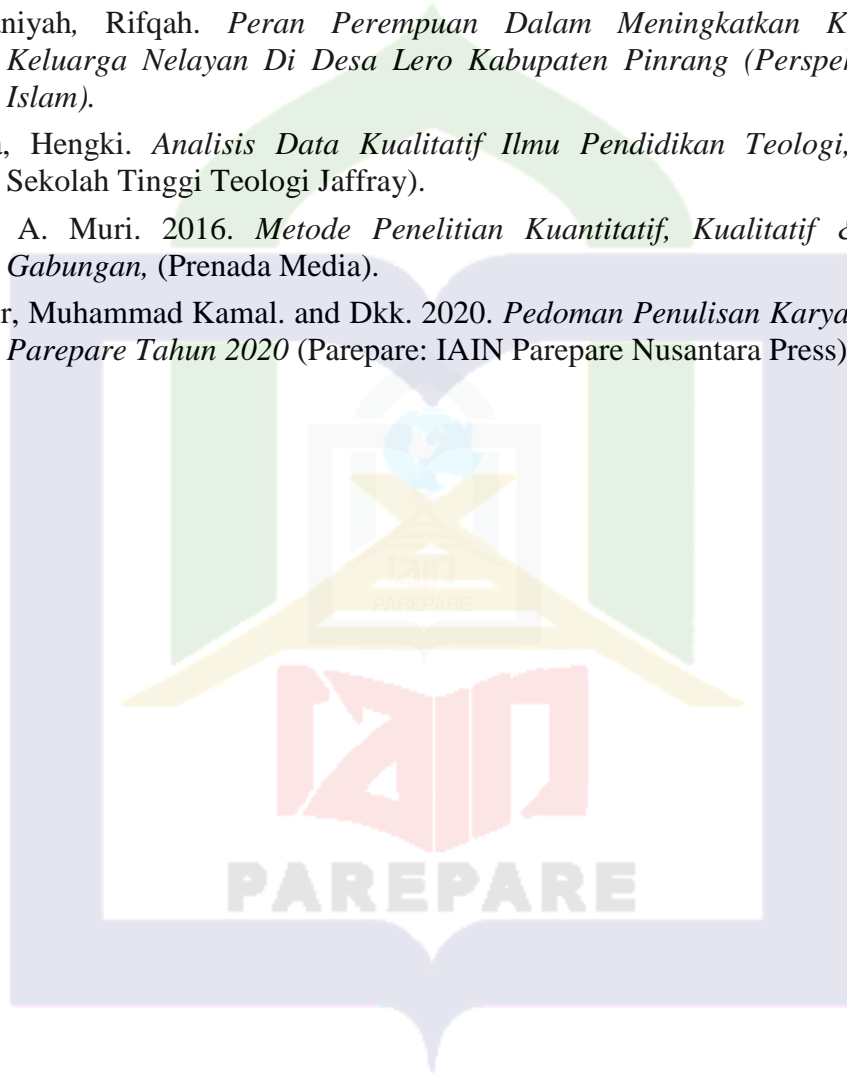 niyah, Rifqah. Peran Perempuan Dalam Meningkatkan K
Keluarga Nelayan Di Desa Lero Kabupaten Pinrang (Perspe
Islam).
, Hengki. Analisis Data Kualitatif Ilmu Pendidikan Teologi,
Sekolah Tinggi Teologi Jaffray).
A. Muri. 2016. Metode Penelitian Kuantitatif, Kualitatif &
Gabungan, (Prenada Media).
r, Muhammad Kamal. and Dkk. 2020. Pedoman Penulisan Karya
Parepare Tahun 2020 (Parepare: IAIN Parepare Nusantara Press)
IAIN
PAREPARE
IAIN
PAREPARE